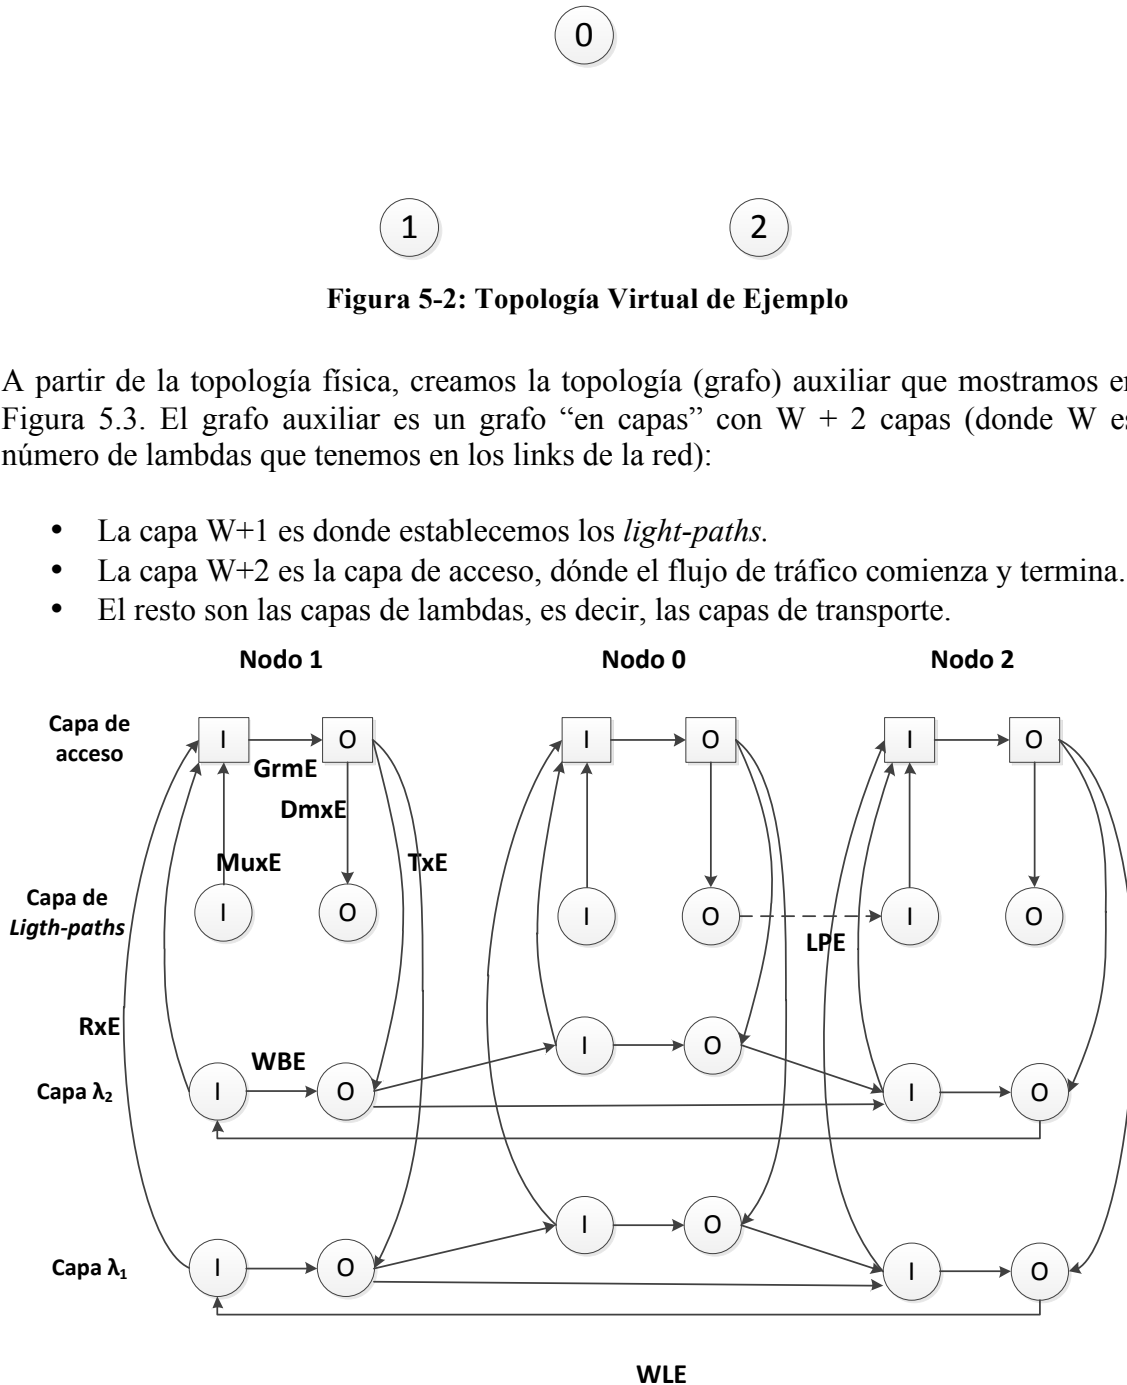 0
1 2
Figura 5-2: Topología Virtual de Ejemplo
A partir de la topología física, creamos la topología (grafo) auxiliar que mostramos en
Figura 5.3. El grafo auxiliar es un grafo “en capas” con W + 2 capas (donde W es
número de lambdas que tenemos en los links de la red):
• La capa W+1 es donde establecemos los light-paths.
• La capa W+2 es la capa de acceso, dónde el flujo de tráfico comienza y termina.
• El resto son las capas de lambdas, es decir, las capas de transporte.
Nodo 1 Nodo 0 Nodo 2
Capa de
acceso
I O I O I O
GrmE
DmxE
MuxE TxE
Capa de
Ligth-paths
I O I O I O
LPE
RxE
WBE
I O
Capa λ₂
I O I O
I O
Capa λ₁
I O I O
WLE